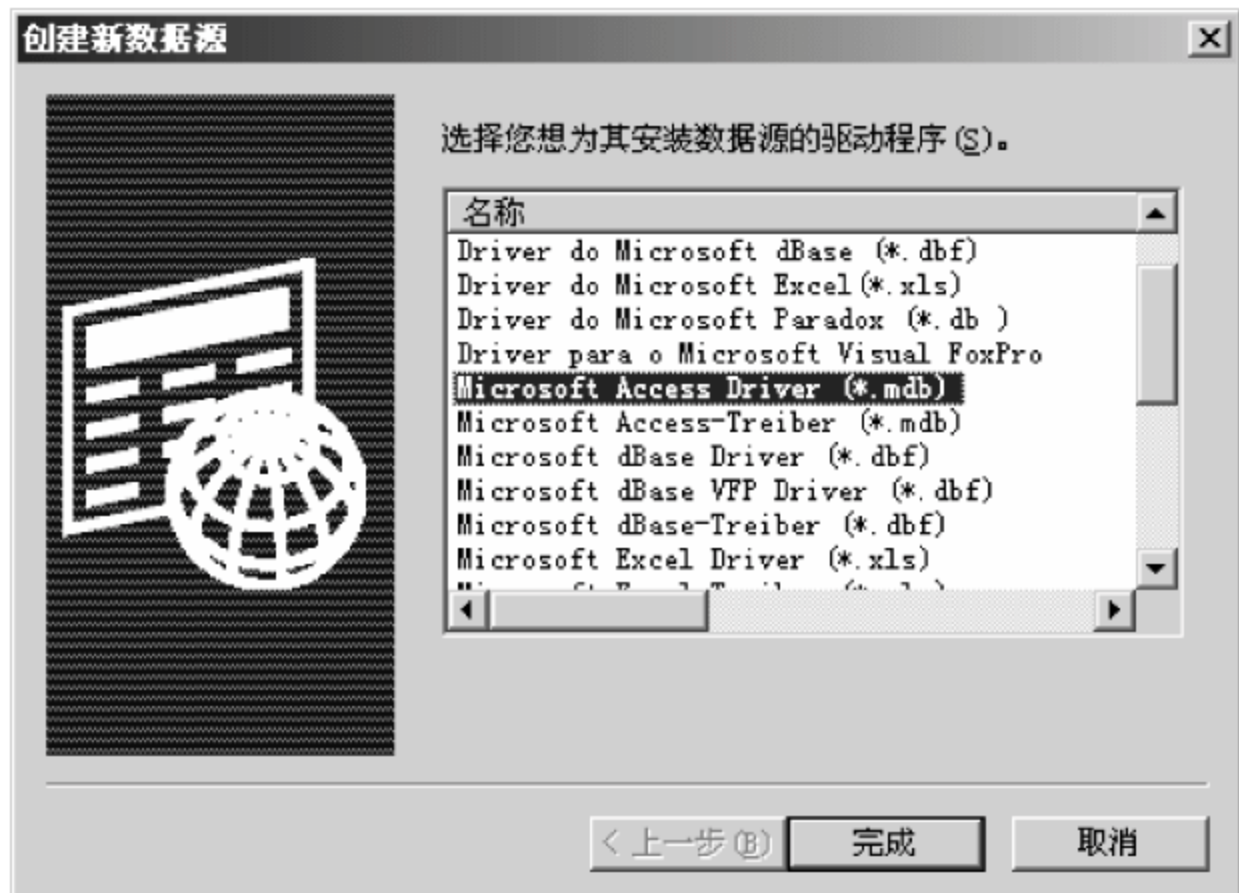 创建新数据源
选择您想为其安装数据源的驱动程序(S)。
名称
Driver do Microsoft dBase (*.dbf)
Driver do Microsoft Excel(*.xls)
Driver do Microsoft Paradox (*.db )
Driver para o Microsoft Visual FoxPro
Microsoft Access Driver (*.mdb)
Microsoft Access-Treiber (*.mdb)
Microsoft dBase Driver (*.dbf)
Microsoft dBase VFP Driver (*.dbf)
Microsoft dBase-Treiber (*.dbf)
Microsoft Excel Driver (*.xls)
< 上一步(B) 完成 取消